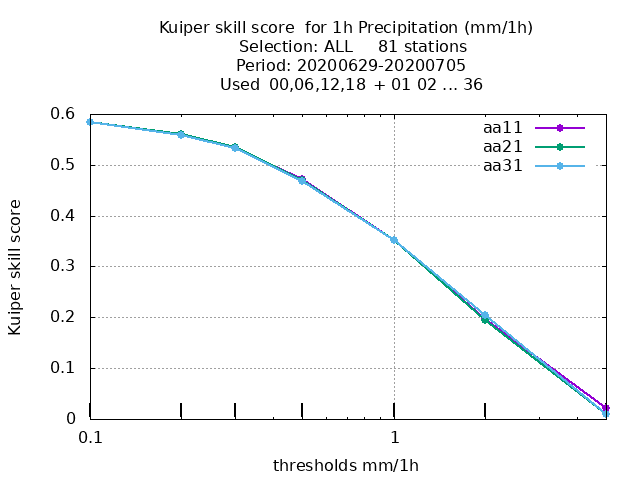 Kuiper skill score  for 1h Precipitation (mm/1h)
Selection: ALL     81 stations
Period: 20200629-20200705
Used  00,06,12,18  + 01 02 ... 36
aa11
aa21
aa31
0.6
0.5
0.4
0.3
0.2
0.1
0
Kuiper skill score
0.1
1
thresholds mm/1h